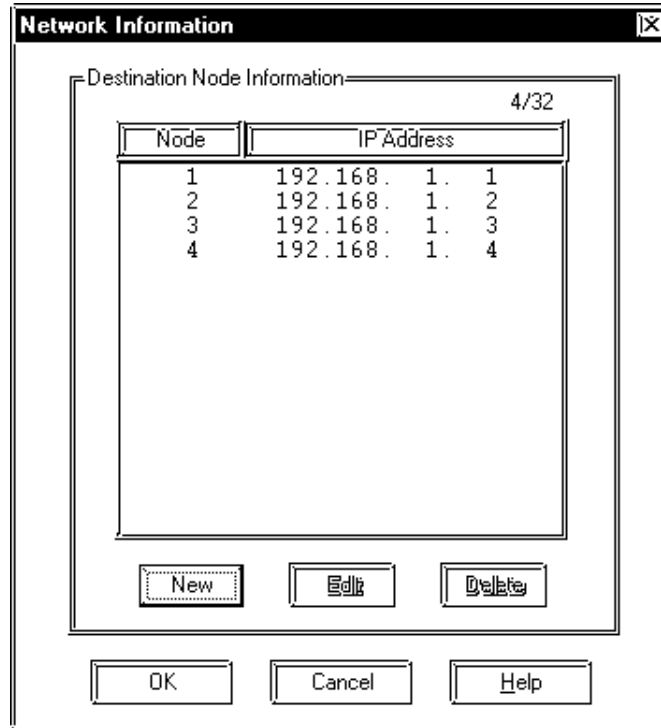 Network Information
Destination Node Information
4/32
Node IP Address
1 192.168. 1. 1
2 192.168. 1. 2
3 192.168. 1. 3
4 192.168. 1. 4
New Edit Delete
OK Cancel Help